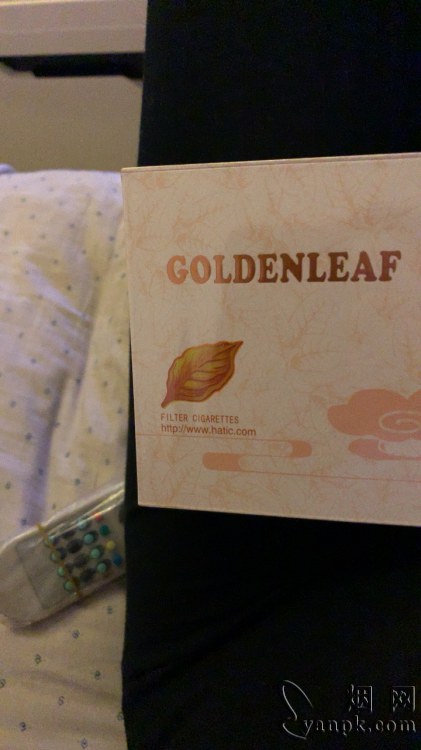 GOLDENLEAF
FILTER CIGARETTES
http://www.hatic.com
烟网
yanpk.com